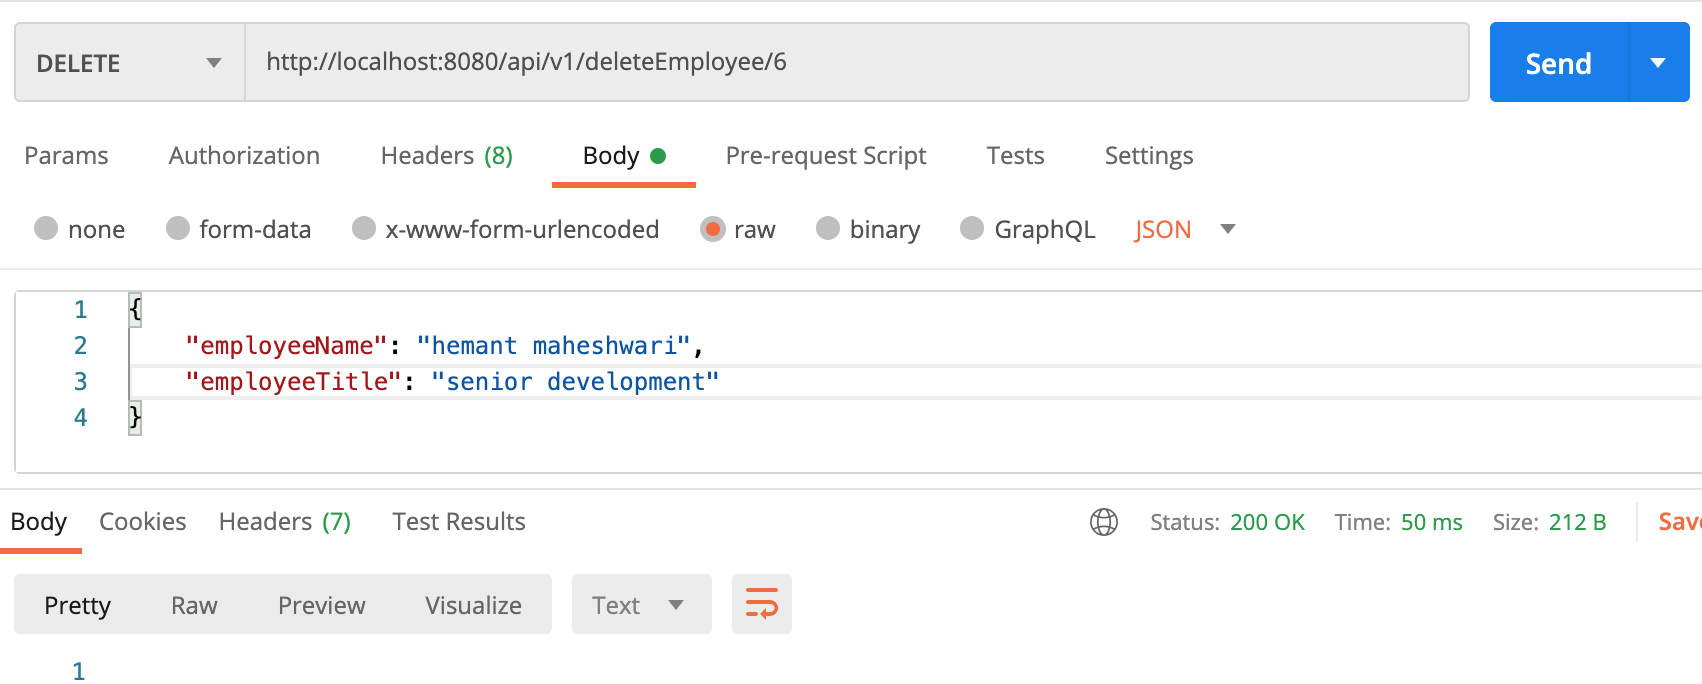 DELETE http://localhost:8080/api/v1/deleteEmployee/6 Send
Params Authorization Headers (8) Body Pre-request Script Tests Settings
none form-data x-www-form-urlencoded raw binary GraphQL JSON
1 {
2 "employeeName": "hemant maheshwari",
3 "employeeTitle": "senior development"
4 }
Body Cookies Headers (7) Test Results Status: 200 OK Time: 50 ms Size: 212 B
Pretty Raw Preview Visualize Text
1